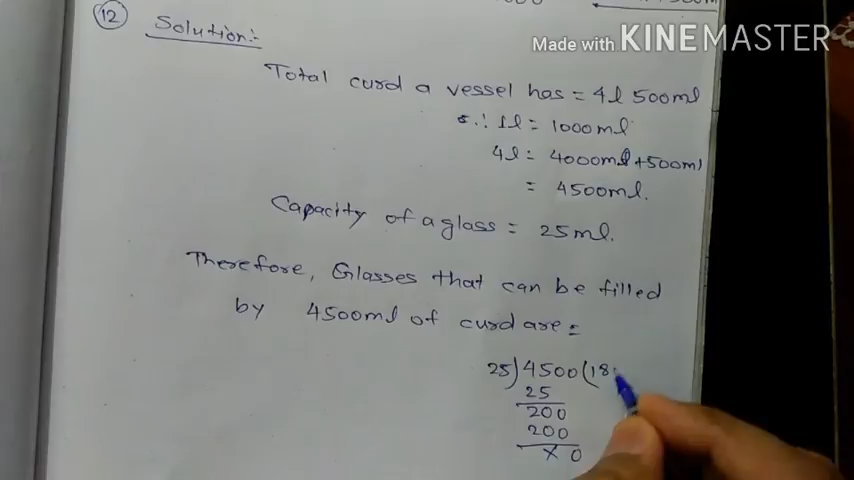 Made with KINEMASTER
12 Solution:-
Total curd a vessel has = 4l 500ml
∴ 1l = 1000ml
4l = 4000ml + 500ml
= 4500ml.
Capacity of a glass = 25ml.
Therefore, Glasses that can be filled
by 4500ml of curd are =
25) 4500 (18
25
200
200
x 0